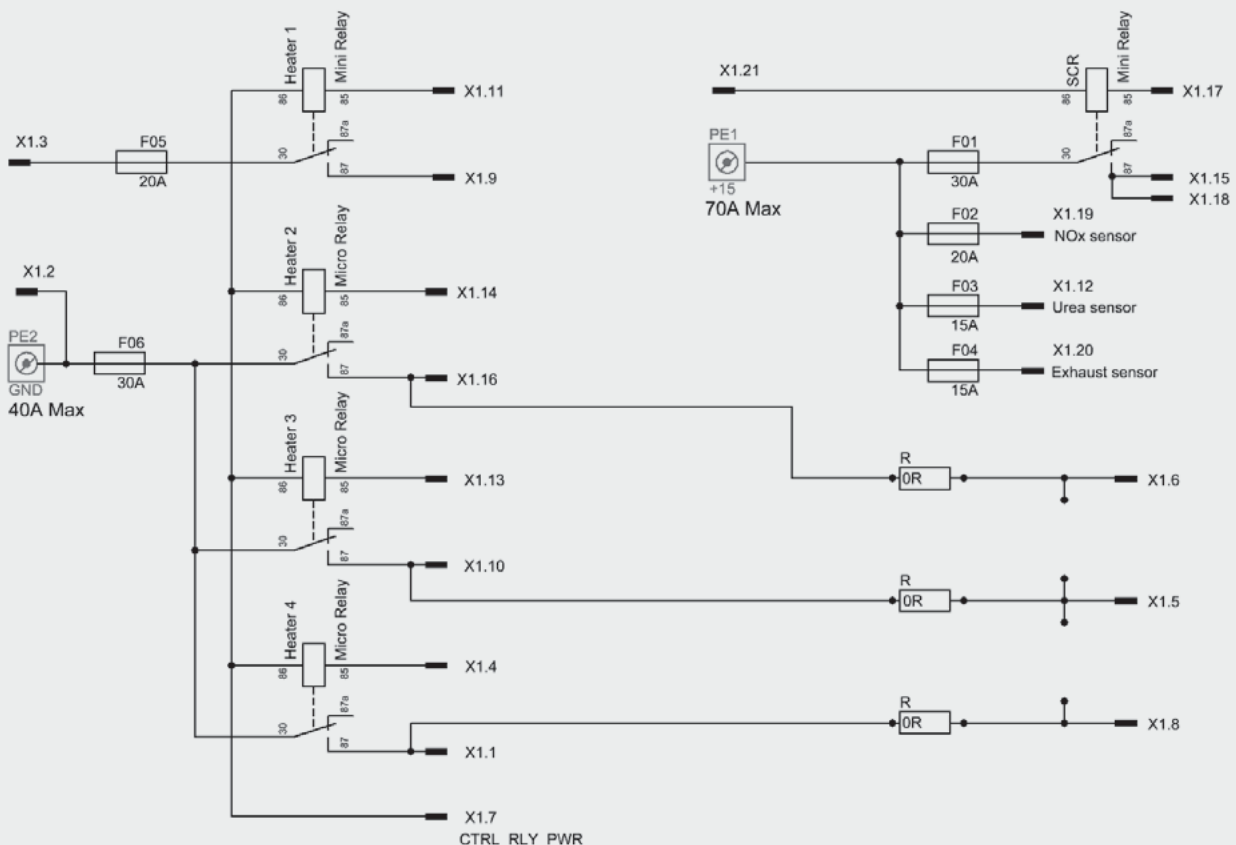 Heater 1
Mini Relay
86
85
X1.11
X1.3
F05
20A
30
87a
87
X1.9
Heater 2
Micro Relay
86
85
X1.14
X1.2
PE2
GND
40A Max
F06
30A
30
87a
87
X1.16
Heater 3
Micro Relay
86
85
X1.13
30
87a
87
X1.10
Heater 4
Micro Relay
86
85
X1.4
30
87a
87
X1.1
X1.7
CTRL_RLY_PWR
X1.21
SCR
Mini Relay
86
85
X1.17
PE1
+15
70A Max
F01
30A
30
87a
87
X1.15
X1.18
F02
20A
X1.19
NOx sensor
F03
15A
X1.12
Urea sensor
F04
15A
X1.20
Exhaust sensor
R
0R
X1.6
R
0R
X1.5
R
0R
X1.8